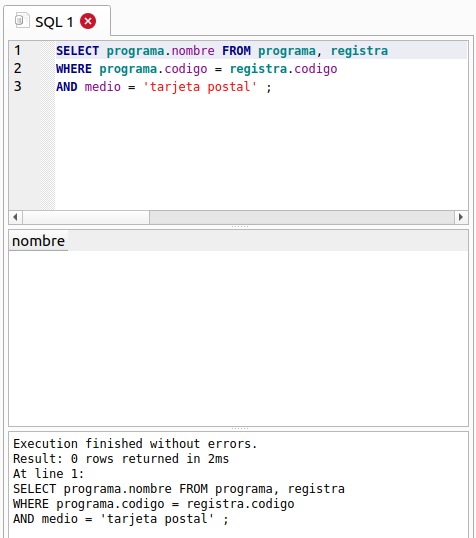 SQL 1
1 SELECT programa.nombre FROM programa, registra
2 WHERE programa.codigo = registra.codigo
3 AND medio = 'tarjeta postal' ;
nombre
Execution finished without errors.
Result: 0 rows returned in 2ms
At line 1:
SELECT programa.nombre FROM programa, registra
WHERE programa.codigo = registra.codigo
AND medio = 'tarjeta postal' ;